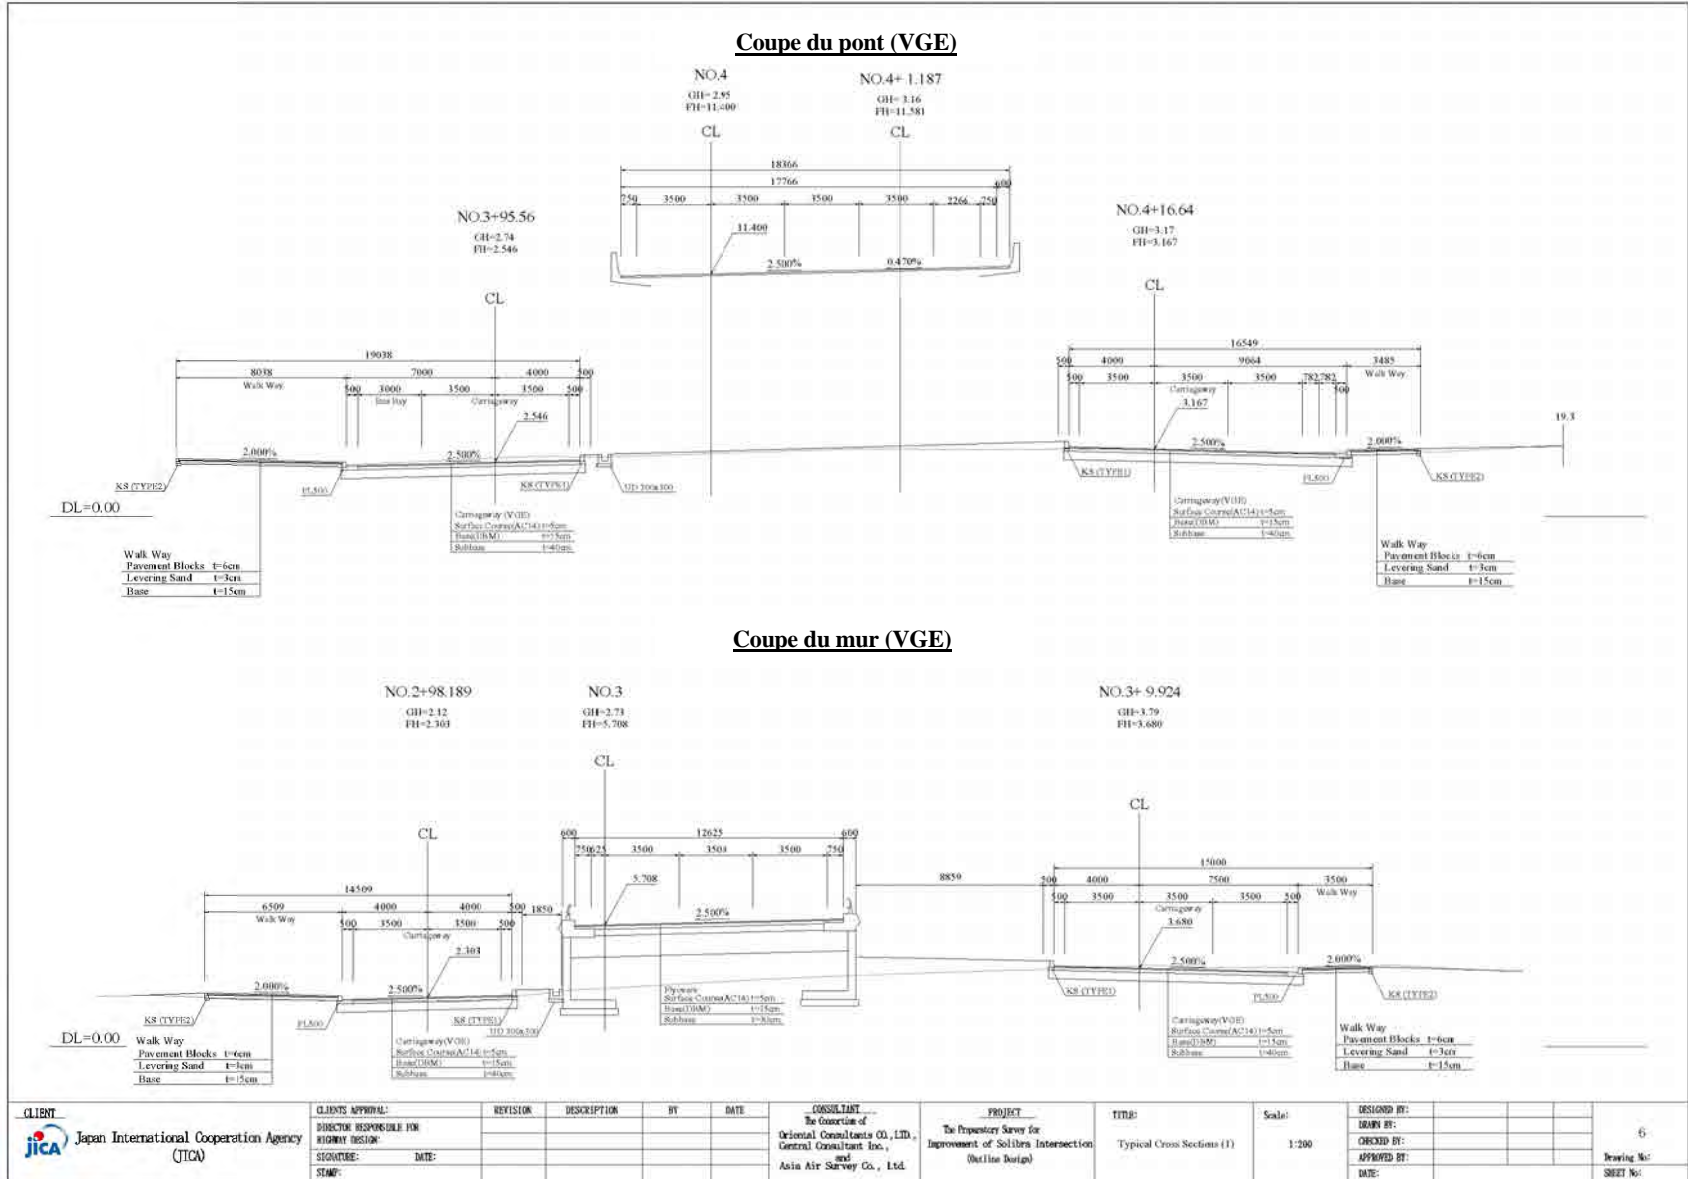 Coupe du pont (VGE)
NO.4
GH=2.95
FH=11.400
CL
NO.4+ 1.187
GH=3.16
FH=11.581
CL
18366
17766
600
750 3500 3500 3500 3500 2266 750
11.400
2.500%
0.470%
NO.3+95.56
GH=2.74
FH=2.546
CL
19038
8038 7000 4000 500
Walk Way
500 3000 3500 3500 500
Bus Bay
Carriageway
2.546
2.000%
2.500%
KS (TYPE2)
PL500
KS (TYPE1)
UD 300x300
DL=0.00
Carriageway (VGE)
Surface Course(AC14) t=5cm
Base(DBM) t=15cm
Subbase t=40cm
Walk Way
Pavement Blocks t=6cm
Levering Sand t=3cm
Base t=15cm
NO.4+16.64
GH=3.17
FH=3.167
CL
16549
500 4000 9064 3485
Walk Way
500 3500 3500 3500 782 782 500
Carriageway
3.167
2.500%
2.000%
19.3
KS (TYPE1)
PL500
KS (TYPE2)
Carriageway(VGE)
Surface Course(AC14) t=5cm
Base(DBM) t=15cm
Subbase t=40cm
Walk Way
Pavement Blocks t=6cm
Levering Sand t=3cm
Base t=15cm
Coupe du mur (VGE)
NO.2+98.189
GH=2.12
FH=2.303
CL
NO.3
GH=2.73
FH=5.708
CL
NO.3+ 9.924
GH=3.79
FH=3.680
CL
600 12625 600
750 625 3500 3503 3500 750
5.708
2.500%
14509
6509 4000 4000 500 1850
Walk Way
500 3500 3500 500
Carriageway
2.303
2.000%
2.500%
KS (TYPE2)
PL500
KS (TYPE1)
UD 300x300
DL=0.00
Walk Way
Pavement Blocks t=6cm
Levering Sand t=3cm
Base t=15cm
Carriageway(VGE)
Surface Course(AC14) t=5cm
Base(DBM) t=15cm
Subbase t=40cm
Surface Course(AC14) t=5cm
Base(DBM) t=15cm
Subbase t=30cm
8859
15000
500 4000 7500 3500
Walk Way
500 3500 3500 3500 500
Carriageway
3.680
2.500%
2.000%
KS (TYPE1)
PL500
KS (TYPE2)
Carriageway(VGE)
Surface Course(AC14) t=5cm
Base(DBM) t=15cm
Subbase t=40cm
Walk Way
Pavement Blocks t=6cm
Levering Sand t=3cm
Base t=15cm
CLIENT
JICA
Japan International Cooperation Agency
(JICA)
CLIENTS APPROVAL:
DIRECTOR RESPONSIBLE FOR
HIGHWAY DESIGN:
SIGNATURE: DATE:
STAMP:
REVISION DESCRIPTION BY DATE
CONSULTANT
The Consortium of
Oriental Consultants CO., LTD.,
Central Consultant Inc.,
and
Asia Air Survey Co., Ltd.
PROJECT
The Preparatory Survey for
Improvement of Solibra Intersection
(Outline Design)
TITLE:
Typical Cross Sections (1)
Scale:
1:200
DESIGNED BY:
DRAWN BY:
CHECKED BY:
APPROVED BY:
DATE:
6
Drawing No:
SHEET No: